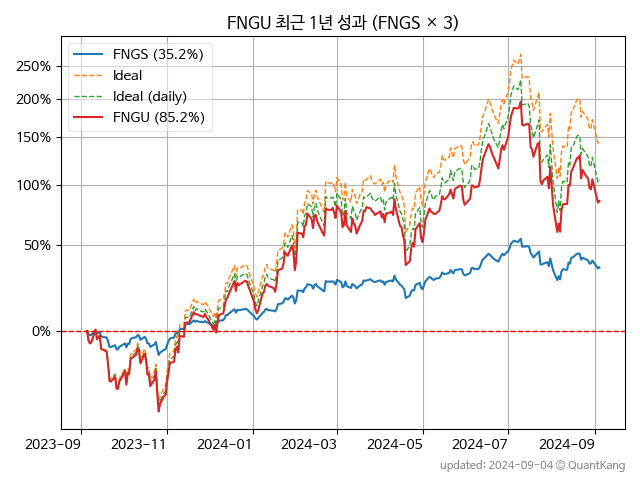 FNGU 최근 1년 성과 (FNGS × 3)
FNGS (35.2%)
Ideal
Ideal (daily)
FNGU (85.2%)
250%
200%
150%
100%
50%
0%
2023-09 2023-11 2024-01 2024-03 2024-05 2024-07 2024-09
updated: 2024-09-04 © QuantKang